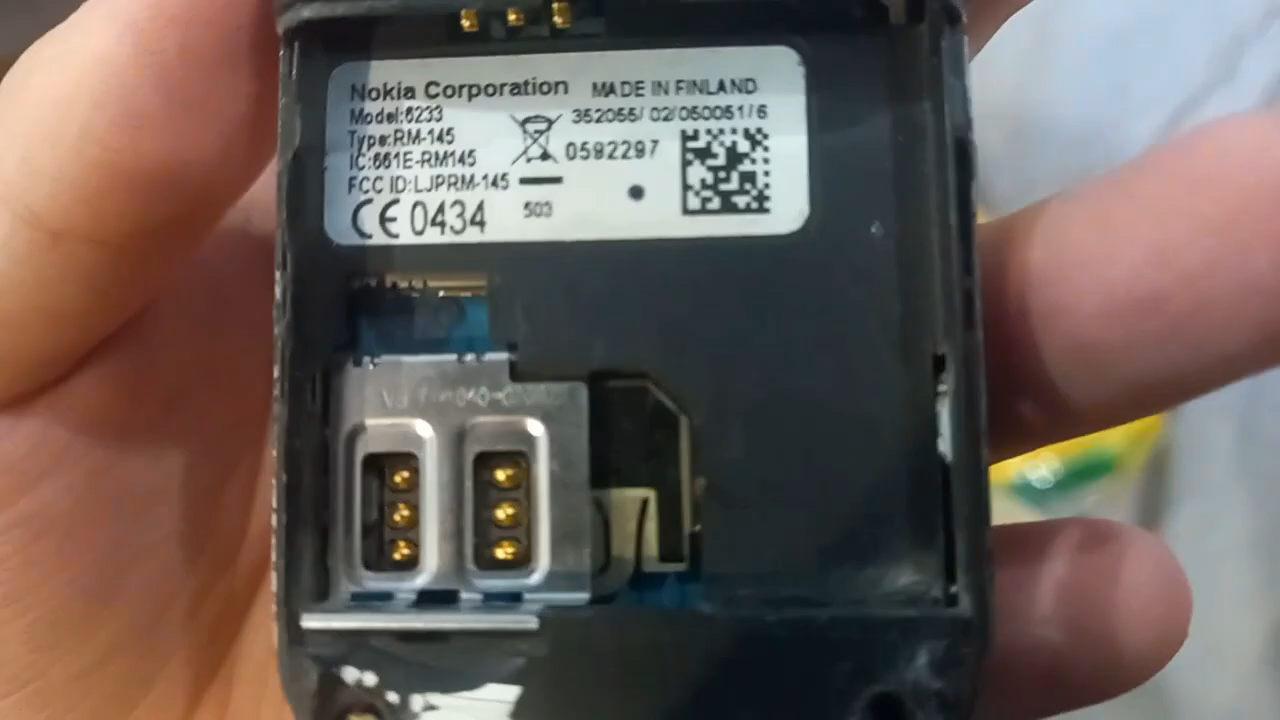 Nokia Corporation MADE IN FINLAND
Model:6233 352055/ 02/050051/6
Type:RM-145
IC:661E-RM145 0592297
FCC ID:LJPRM-145
CE 0434 503